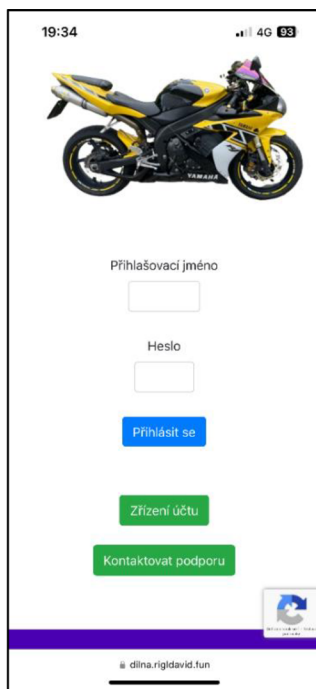 19:34 4G 93
YAMAHA
Přihlašovací jméno
Heslo
Přihlásit se
Zřízení účtu
Kontaktovat podporu
dilna.rigldavid.fun